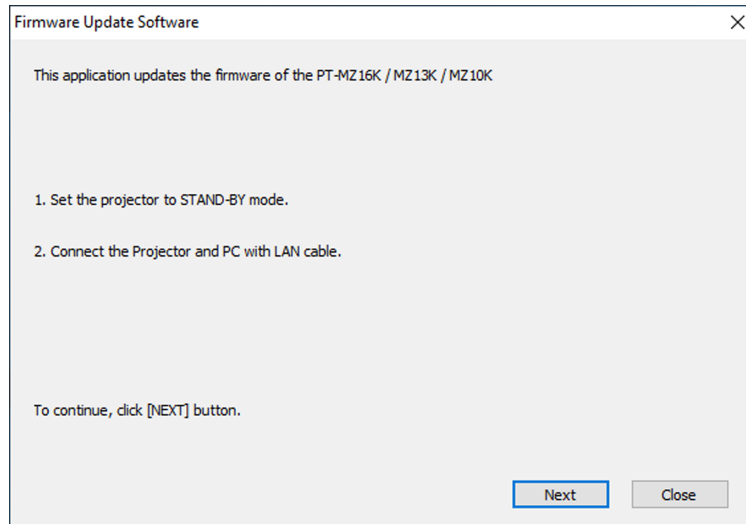 Firmware Update Software
This application updates the firmware of the PT-MZ16K / MZ13K / MZ10K
1. Set the projector to STAND-BY mode.
2. Connect the Projector and PC with LAN cable.
To continue, click [NEXT] button.
Next
Close